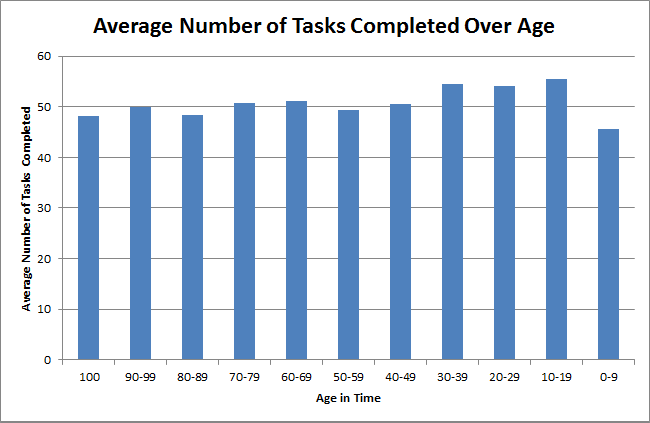 Average Number of Tasks Completed Over Age
Average Number of Tasks Completed
60
50
40
30
20
10
0
100 90-99 80-89 70-79 60-69 50-59 40-49 30-39 20-29 10-19 0-9
Age in Time